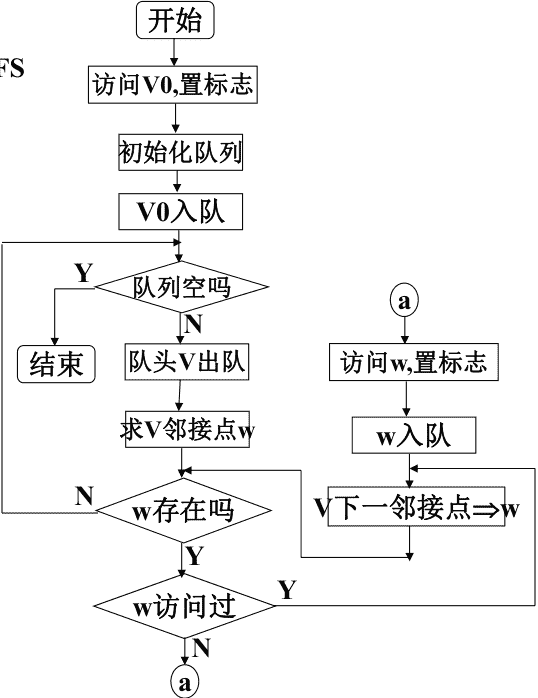 开始
FS
访问V0,置标志
初始化队列
V0入队
Y
队列空吗
N
结束
队头V出队
求V邻接点w
N
w存在吗
Y
w访问过
Y
N
a
a
访问w,置标志
w入队
V下一邻接点⇒w